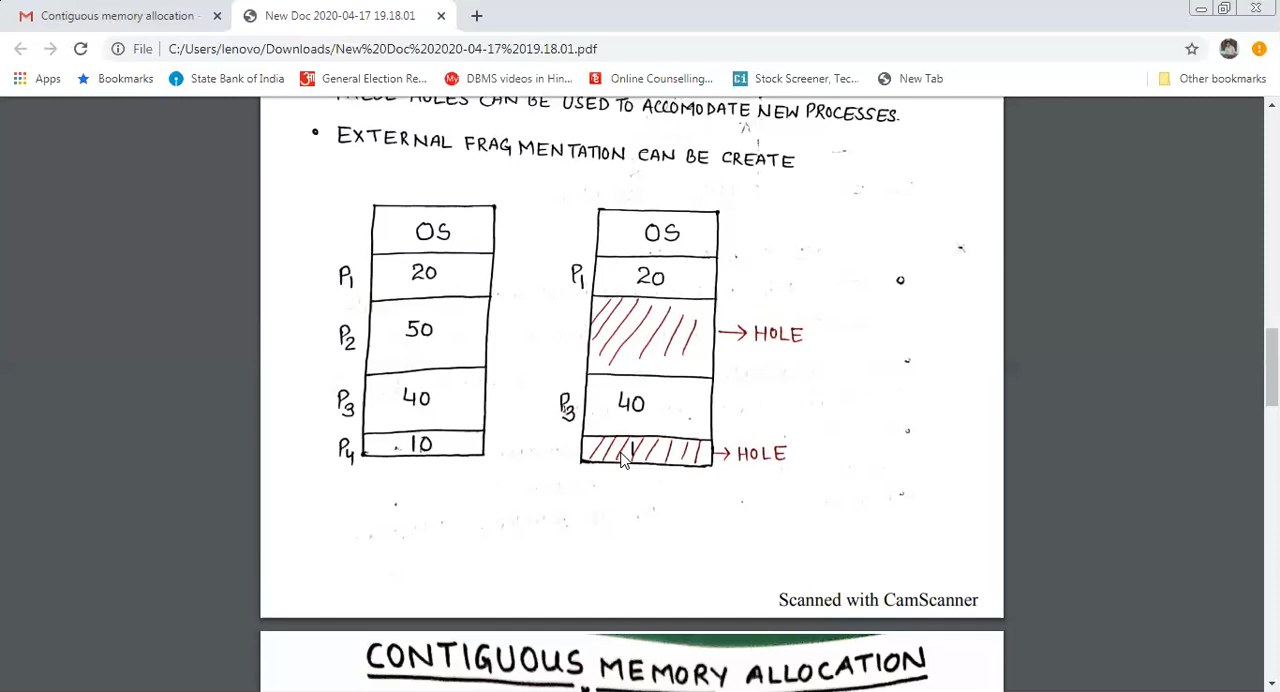 Contiguous memory allocation -
New Doc 2020-04-17 19.18.01
File | C:/Users/lenovo/Downloads/New%20Doc%202020-04-17%2019.18.01.pdf
Apps Bookmarks State Bank of India General Election Re... DBMS videos in Hin... Online Counselling,... Stock Screener, Tec... New Tab Other bookmarks
THESE HOLES CAN BE USED TO ACCOMODATE NEW PROCESSES.
• EXTERNAL FRAGMENTATION CAN BE CREATE
OS
P1 20
P2 50
P3 40
P4 10
OS
P1 20
→ HOLE
P3 40
→ HOLE
Scanned with CamScanner
CONTIGUOUS MEMORY ALLOCATION